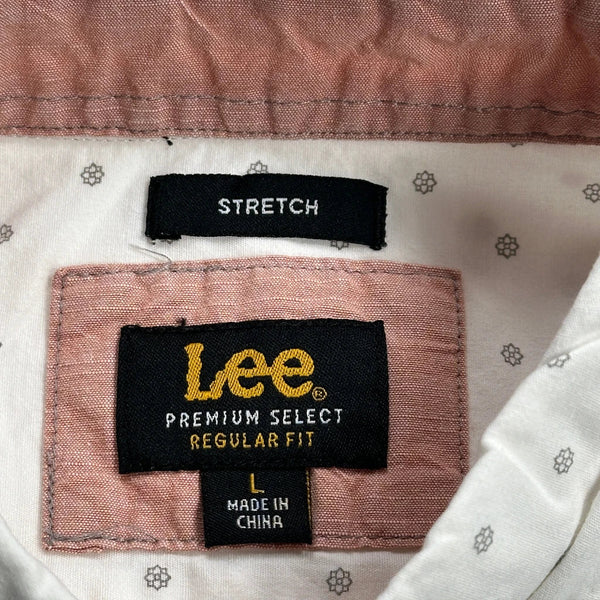 STRETCH
Lee®
PREMIUM SELECT
REGULAR FIT
L
MADE IN
CHINA